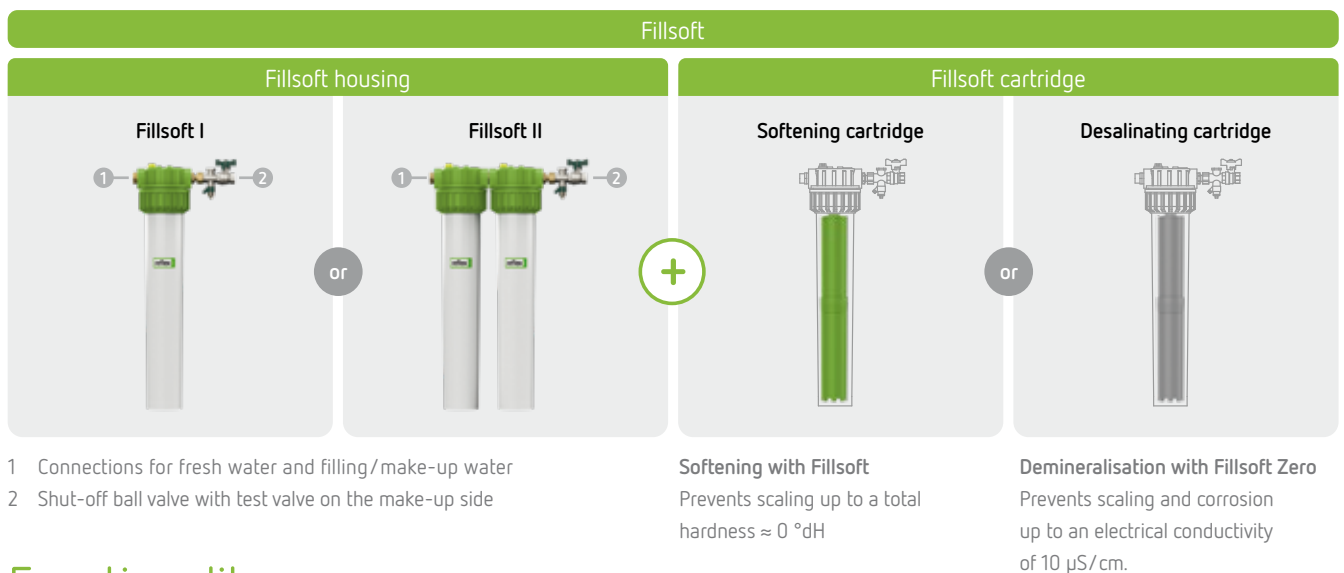 Fillsoft
Fillsoft housing
Fillsoft cartridge
Fillsoft I
Fillsoft II
Softening cartridge
Desalinating cartridge
1
2
1
2
or
+
or
1 Connections for fresh water and filling/make-up water
2 Shut-off ball valve with test valve on the make-up side
Softening with Fillsoft
Prevents scaling up to a total
hardness ≈ 0 °dH
Demineralisation with Fillsoft Zero
Prevents scaling and corrosion
up to an electrical conductivity
of 10 µS/cm.